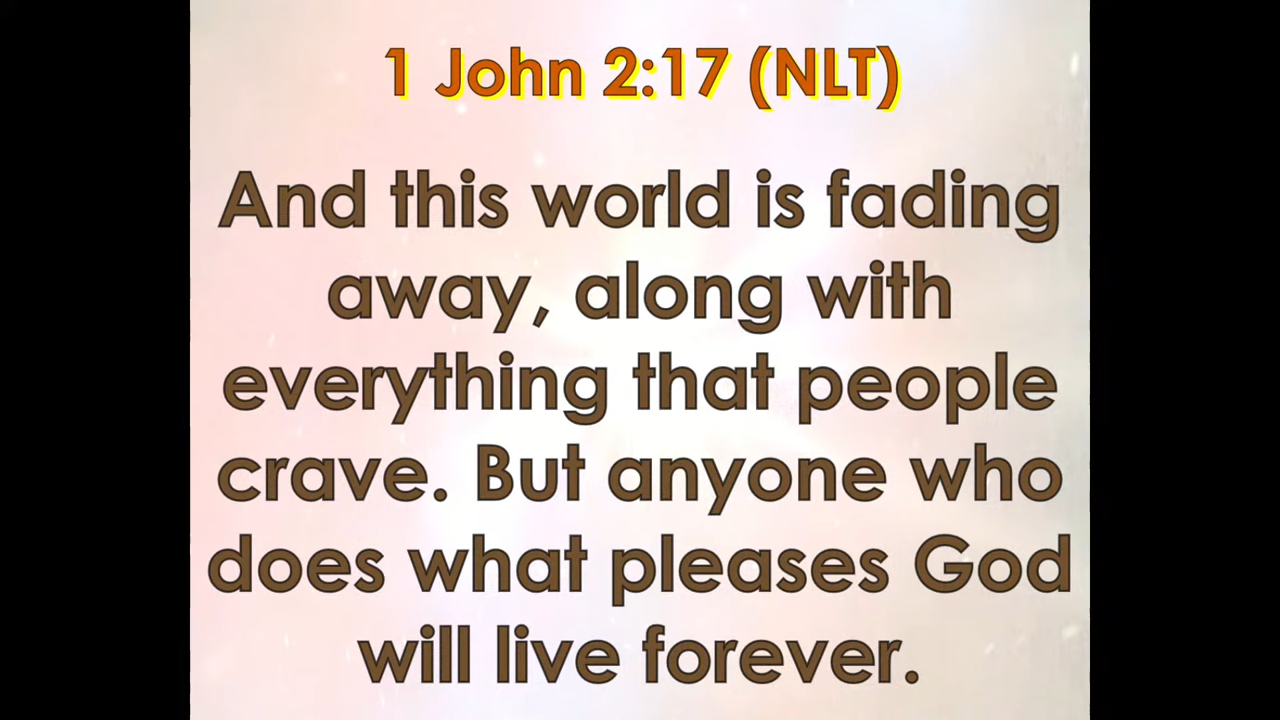 1 John 2:17 (NLT)
And this world is fading
away, along with
everything that people
crave. But anyone who
does what pleases God
will live forever.